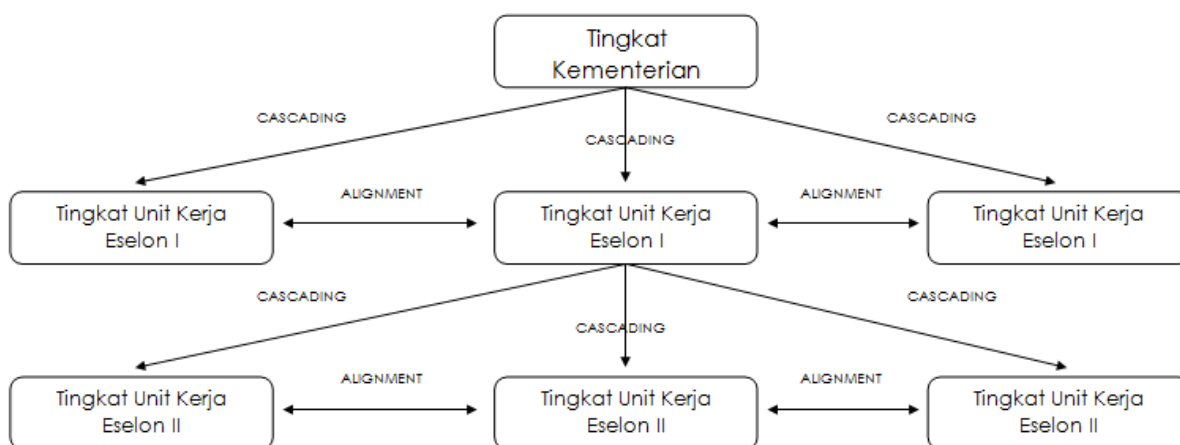 Tingkat
Kementerian
CASCADING
CASCADING
CASCADING
ALIGNMENT
ALIGNMENT
Tingkat Unit Kerja
Eselon I
Tingkat Unit Kerja
Eselon I
Tingkat Unit Kerja
Eselon I
CASCADING
CASCADING
CASCADING
ALIGNMENT
ALIGNMENT
Tingkat Unit Kerja
Eselon II
Tingkat Unit Kerja
Eselon II
Tingkat Unit Kerja
Eselon II